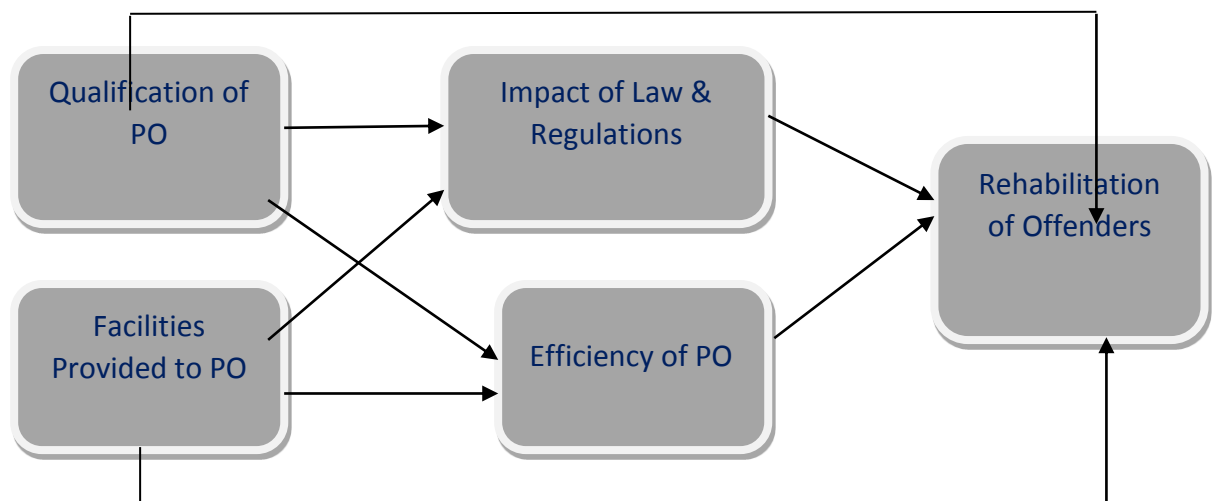 Qualification of
PO
Impact of Law &
Regulations
Rehabilitation
of Offenders
Facilities
Provided to PO
Efficiency of PO